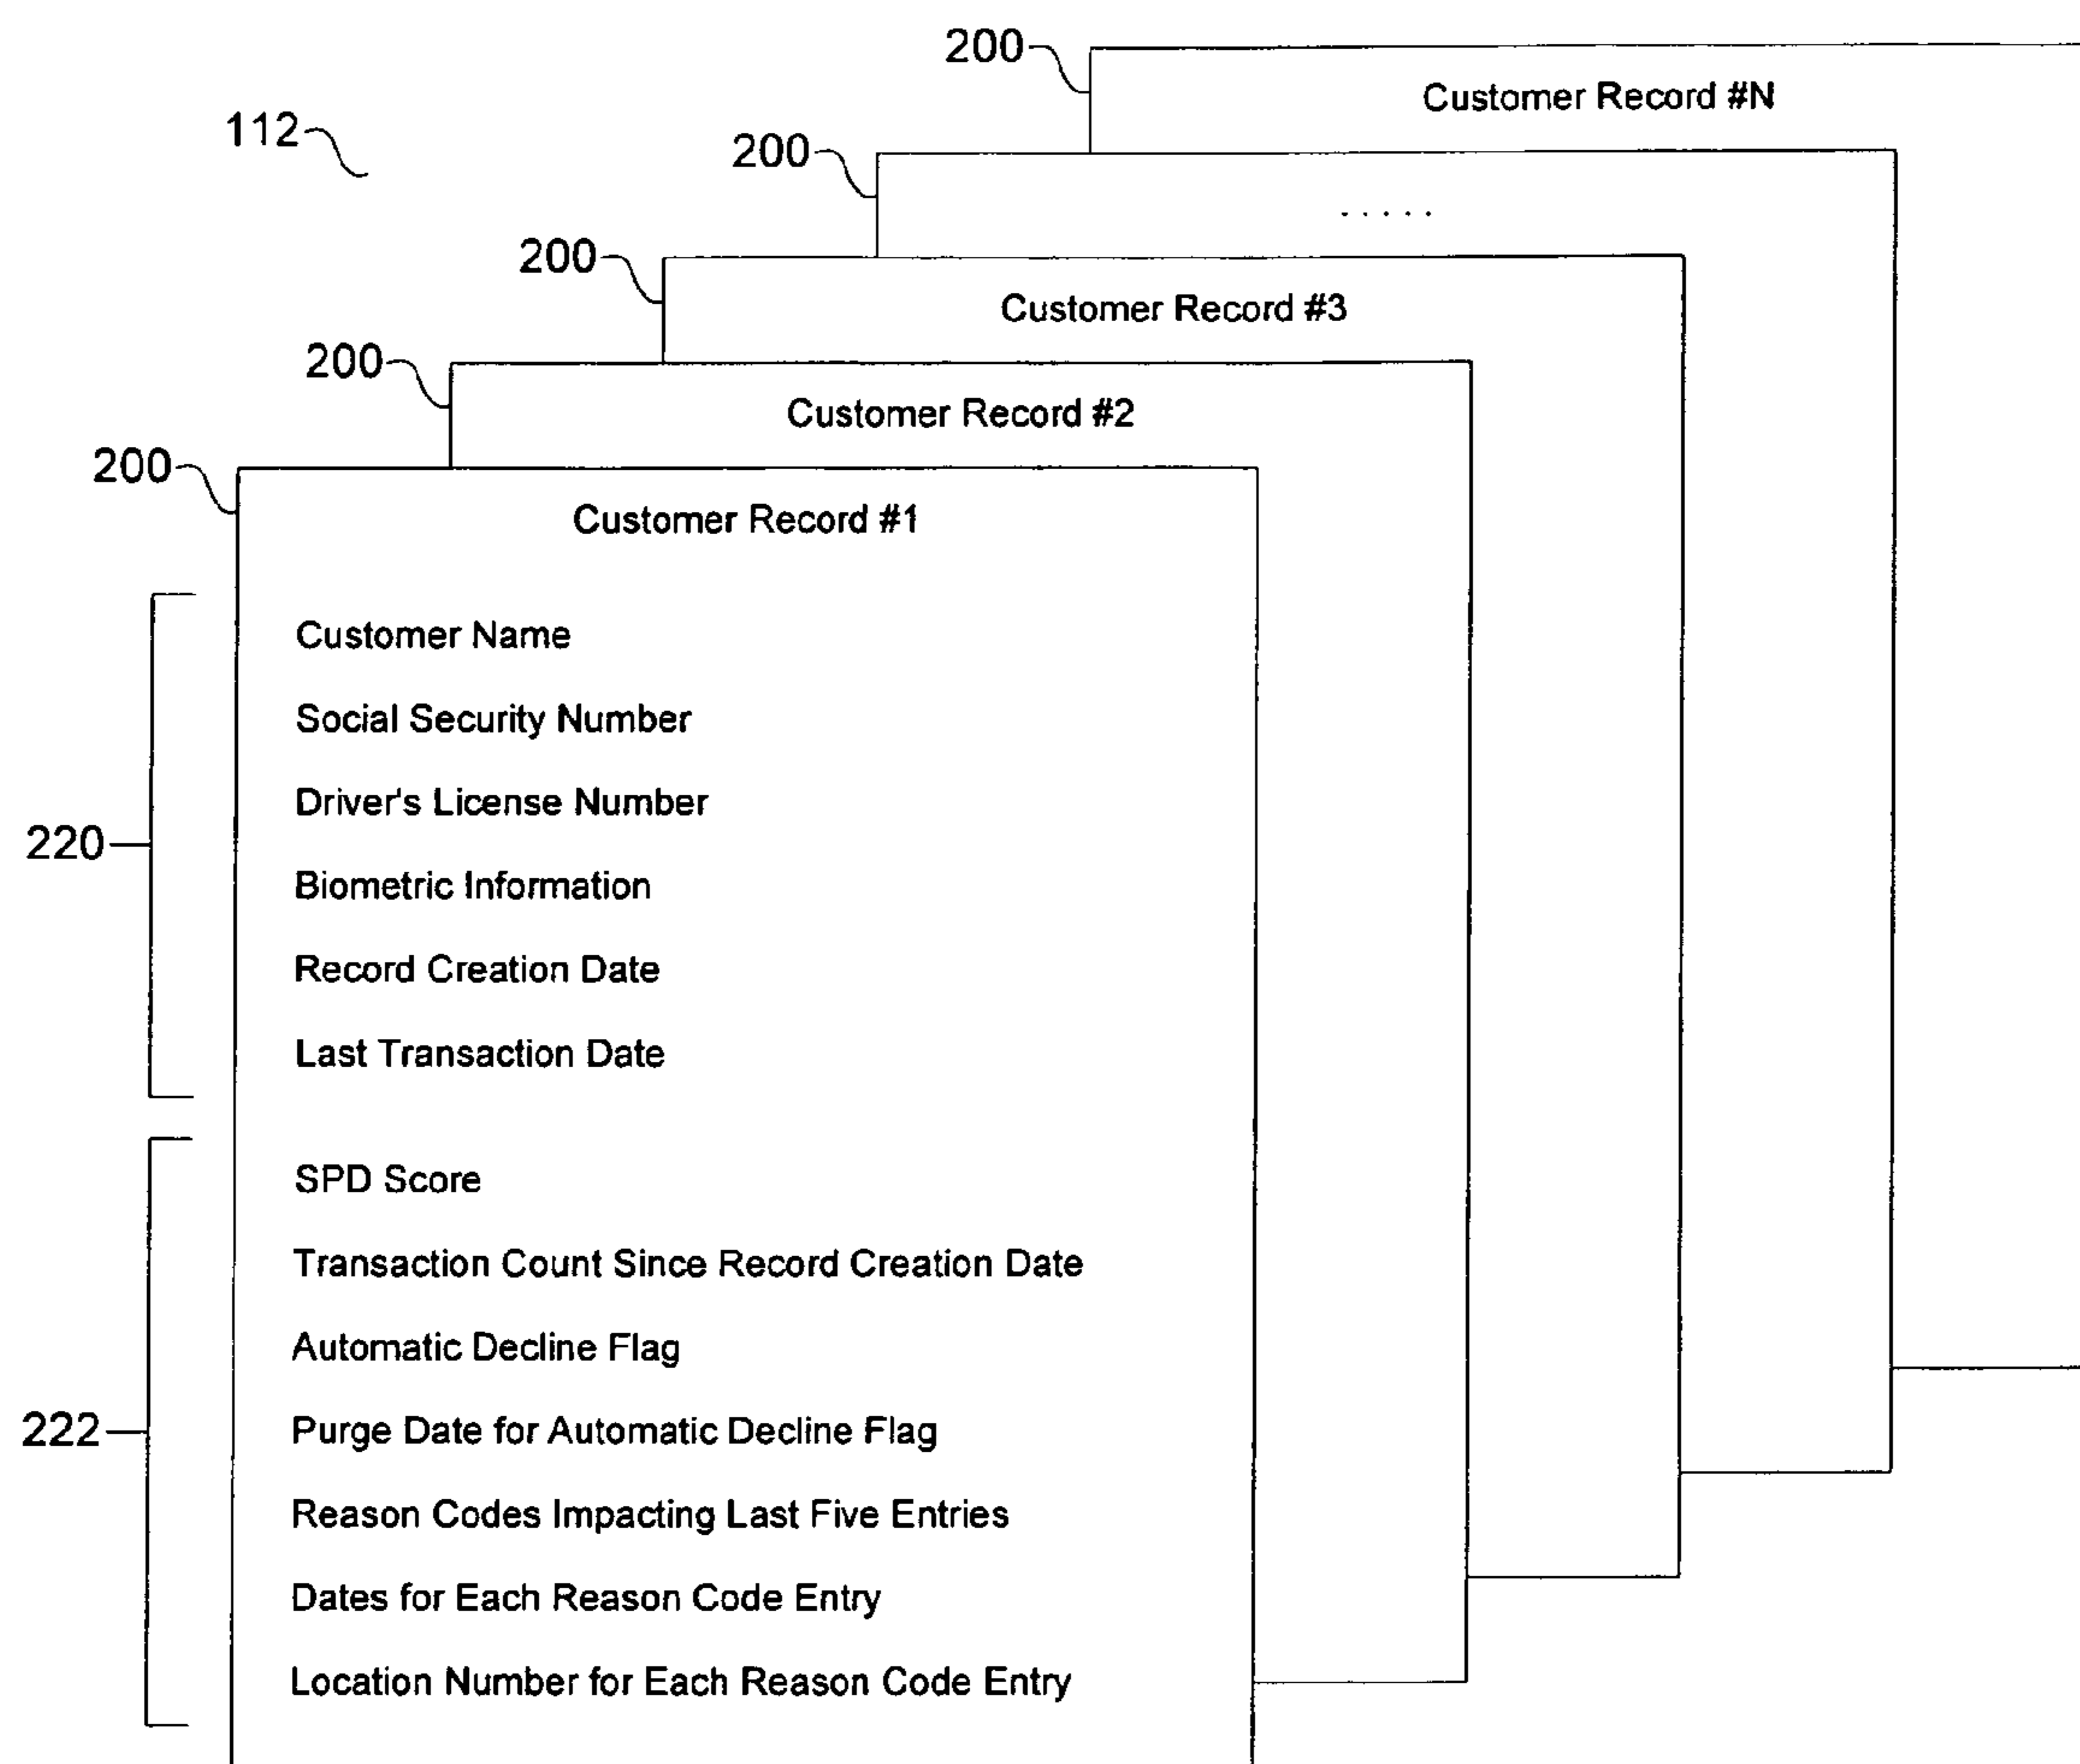 200
Customer Record #N
112
200
. . . . .
200
Customer Record #3
200
Customer Record #2
200
Customer Record #1
Customer Name
Social Security Number
Driver's License Number
220
Biometric Information
Record Creation Date
Last Transaction Date
SPD Score
Transaction Count Since Record Creation Date
Automatic Decline Flag
222
Purge Date for Automatic Decline Flag
Reason Codes Impacting Last Five Entries
Dates for Each Reason Code Entry
Location Number for Each Reason Code Entry